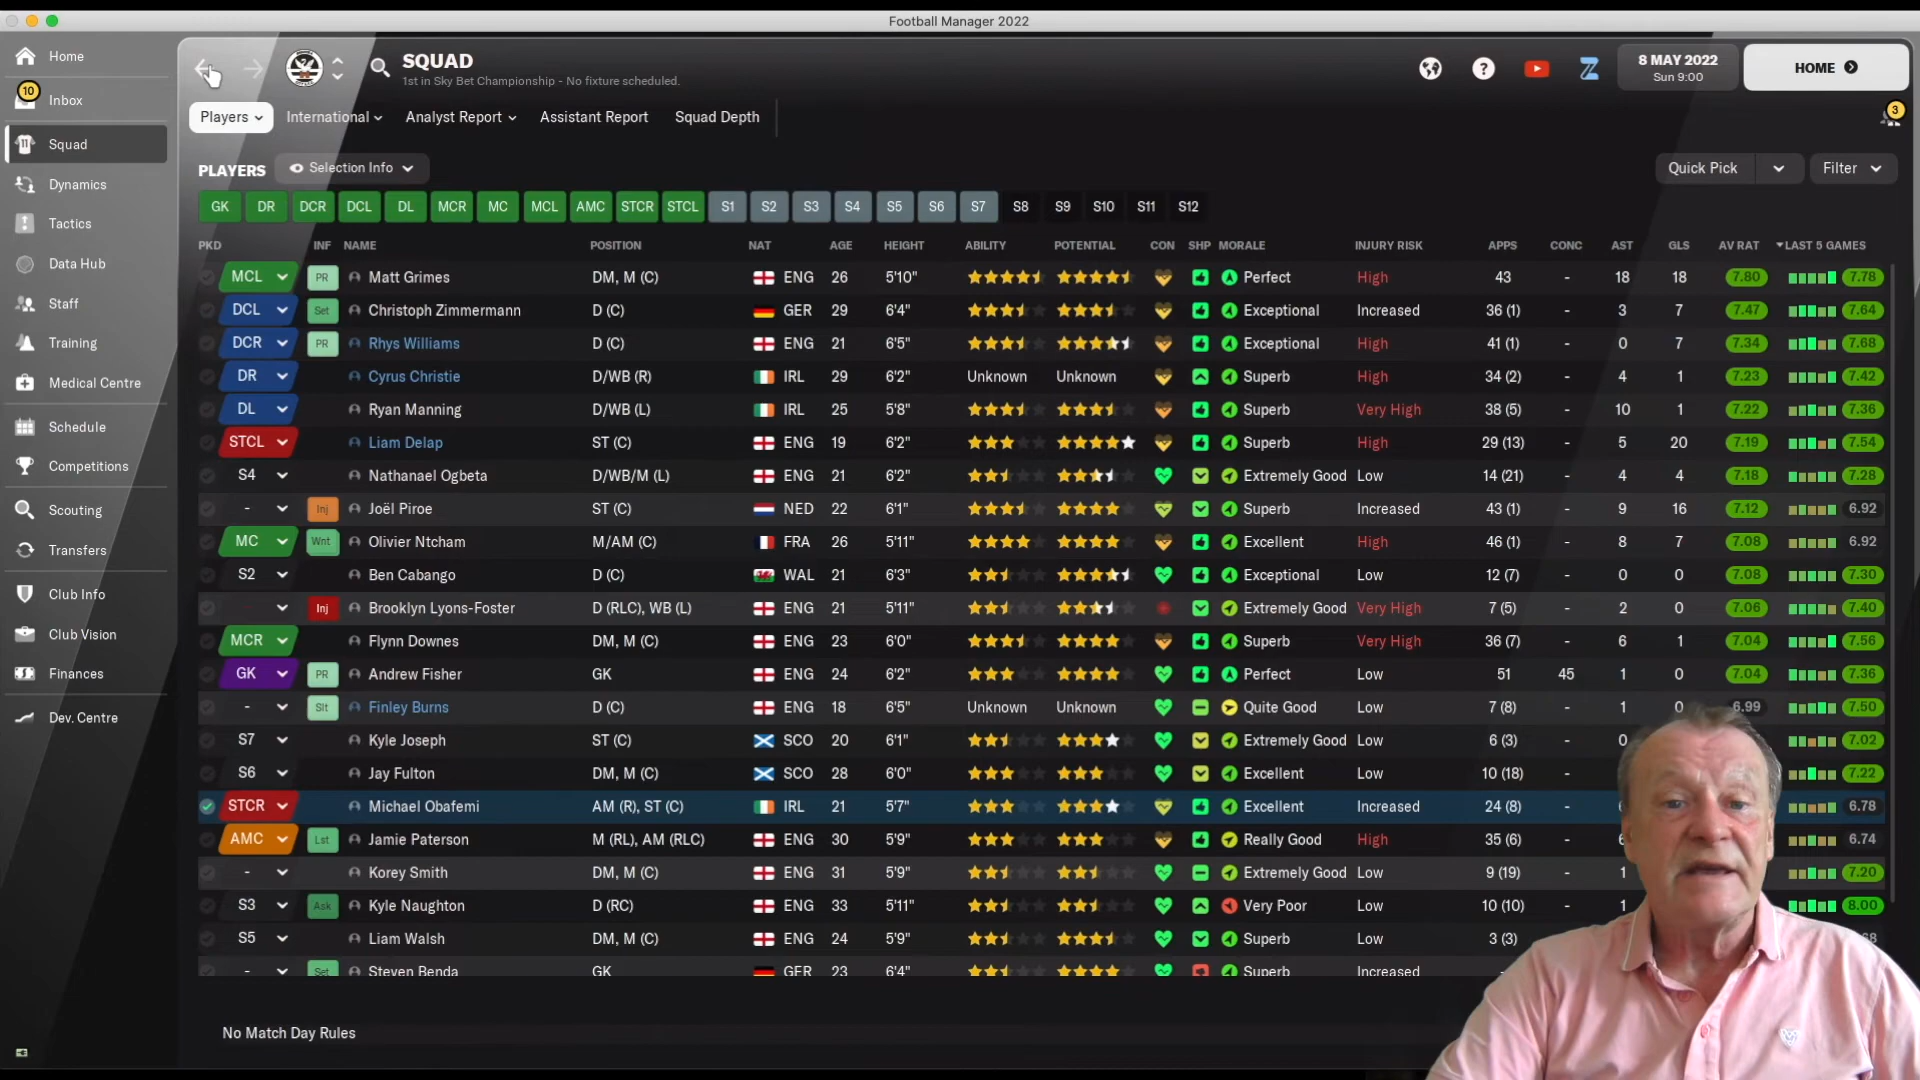 Football Manager 2022
Home
10
Inbox
Squad
Dynamics
Tactics
Data Hub
Staff
Training
Medical Centre
Schedule
Competitions
Scouting
Transfers
Club Info
Club Vision
Finances
Dev. Centre
SQUAD
1st in Sky Bet Championship - No fixture scheduled.
8 MAY 2022
Sun 9:00
HOME
3
Players International Analyst Report Assistant Report Squad Depth
PLAYERS Selection Info Quick Pick Filter
GK DR DCR DCL DL MCR MC MCL AMC STCR STCL S1 S2 S3 S4 S5 S6 S7 S8 S9 S10 S11 S12
PKD INF NAME POSITION NAT AGE HEIGHT ABILITY POTENTIAL CON SHP MORALE INJURY RISK APPS CONC AST GLS AV RAT LAST 5 GAMES
MCL PR Matt Grimes DM, M (C) ENG 26 5'10" Perfect High 43 - 18 18 7.80 7.78
DCL Set Christoph Zimmermann D (C) GER 29 6'4" Exceptional Increased 36 (1) - 3 7 7.47 7.64
DCR PR Rhys Williams D (C) ENG 21 6'5" Exceptional High 41 (1) - 0 7 7.34 7.68
DR Cyrus Christie D/WB (R) IRL 29 6'2" Unknown Unknown Superb High 34 (2) - 4 1 7.23 7.42
DL Ryan Manning D/WB (L) IRL 25 5'8" Superb Very High 38 (5) - 10 1 7.22 7.36
STCL Liam Delap ST (C) ENG 19 6'2" Superb High 29 (13) - 5 20 7.19 7.54
S4 Nathanael Ogbeta D/WB/M (L) ENG 21 6'2" Extremely Good Low 14 (21) - 4 4 7.18 7.28
- Inj Joël Piroe ST (C) NED 22 6'1" Superb Increased 43 (1) - 9 16 7.12 6.92
MC Wnt Olivier Ntcham M/AM (C) FRA 26 5'11" Excellent High 46 (1) - 8 7 7.08 6.92
S2 Ben Cabango D (C) WAL 21 6'3" Exceptional Low 12 (7) - 0 0 7.08 7.30
Inj Brooklyn Lyons-Foster D (RLC), WB (L) ENG 21 5'11" Extremely Good Very High 7 (5) - 2 0 7.06 7.40
MCR Flynn Downes DM, M (C) ENG 23 6'0" Superb Very High 36 (7) - 6 1 7.04 7.56
GK PR Andrew Fisher GK ENG 24 6'2" Perfect Low 51 45 1 0 7.04 7.36
- Slt Finley Burns D (C) ENG 18 6'5" Unknown Unknown Quite Good Low 7 (8) - 1 0 6.99 7.50
S7 Kyle Joseph ST (C) SCO 20 6'1" Extremely Good Low 6 (3) - 0 7.02
S6 Jay Fulton DM, M (C) SCO 28 6'0" Excellent Low 10 (18) - 7.22
STCR Michael Obafemi AM (R), ST (C) IRL 21 5'7" Excellent Increased 24 (8) - 6.78
AMC Lst Jamie Paterson M (RL), AM (RLC) ENG 30 5'9" Really Good High 35 (6) - 6.74
- Korey Smith DM, M (C) ENG 31 5'9" Extremely Good Low 9 (19) - 1 7.20
S3 Ask Kyle Naughton D (RC) ENG 33 5'11" Very Poor Low 10 (10) - 1 8.00
S5 Liam Walsh DM, M (C) ENG 24 5'9" Superb Low 3 (3) -
- Set Steven Benda GK GER 23 6'4" Superb Increased
No Match Day Rules